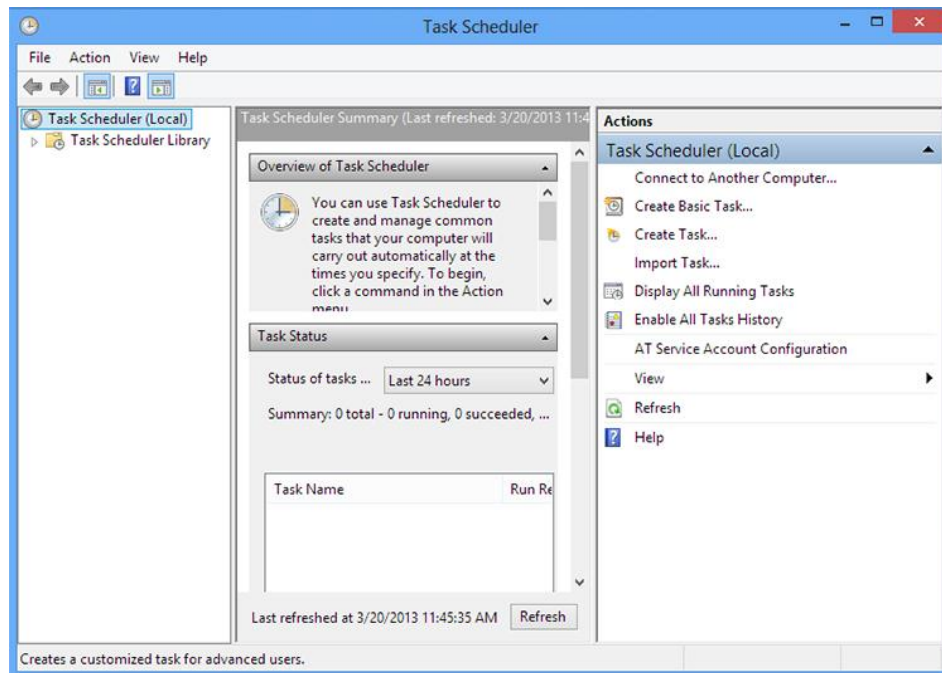 Task Scheduler
File Action View Help
Task Scheduler (Local)
Task Scheduler Library
Task Scheduler Summary (Last refreshed: 3/20/2013 11:4
Overview of Task Scheduler
You can use Task Scheduler to
create and manage common
tasks that your computer will
carry out automatically at the
times you specify. To begin,
click a command in the Action
menu
Task Status
Status of tasks ... Last 24 hours
Summary: 0 total - 0 running, 0 succeeded, ...
Task Name Run Re
Last refreshed at 3/20/2013 11:45:35 AM Refresh
Actions
Task Scheduler (Local)
Connect to Another Computer...
Create Basic Task...
Create Task...
Import Task...
Display All Running Tasks
Enable All Tasks History
AT Service Account Configuration
View
Refresh
Help
Creates a customized task for advanced users.